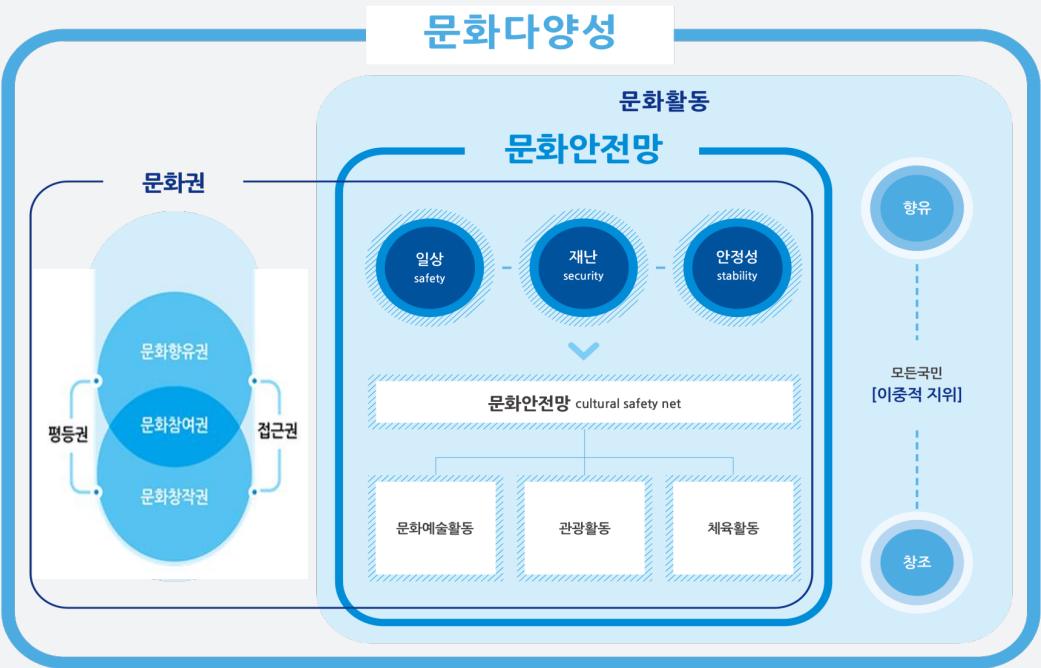 문화다양성
문화활동
문화안전망
문화권
일상
safety
재난
security
안정성
stability
향유
문화향유권
문화참여권
문화창작권
평등권
접근권
문화안전망 cultural safety net
모든국민
[이중적 지위]
문화예술활동
관광활동
체육활동
창조